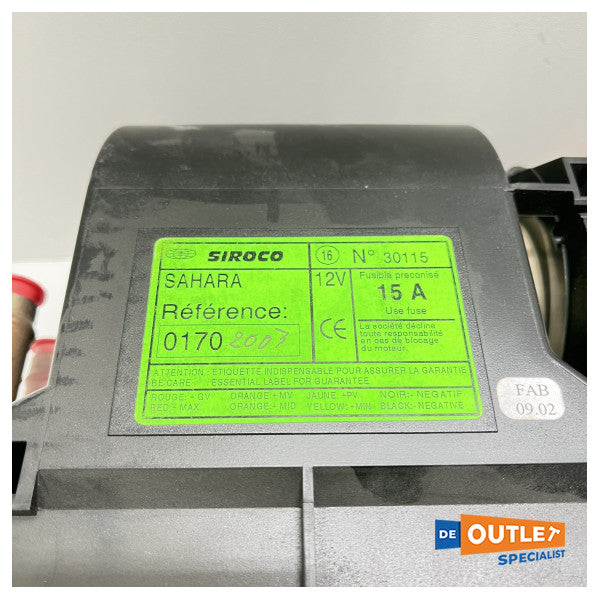 SIROCO
16 N° 30115
SAHARA
12V
Fusible préconisé
15 A
Use fuse
Référence:
0170 2007
CE
La société décline
toute responsabilité
en cas de blocage
du moteur.
ATTENTION : ETIQUETTE INDISPENSABLE POUR ASSURER LA GARANTIE
BE CARE : ESSENTIAL LABEL FOR GUARANTEE
ROUGE:+GV ORANGE:+MV JAUNE:+PV NOIR:-NEGATIF
RED:+MAX ORANGE:+MID YELLOW:+MIN BLACK:-NEGATIVE
FAB
09.02
DE OUTLET
SPECIALIST